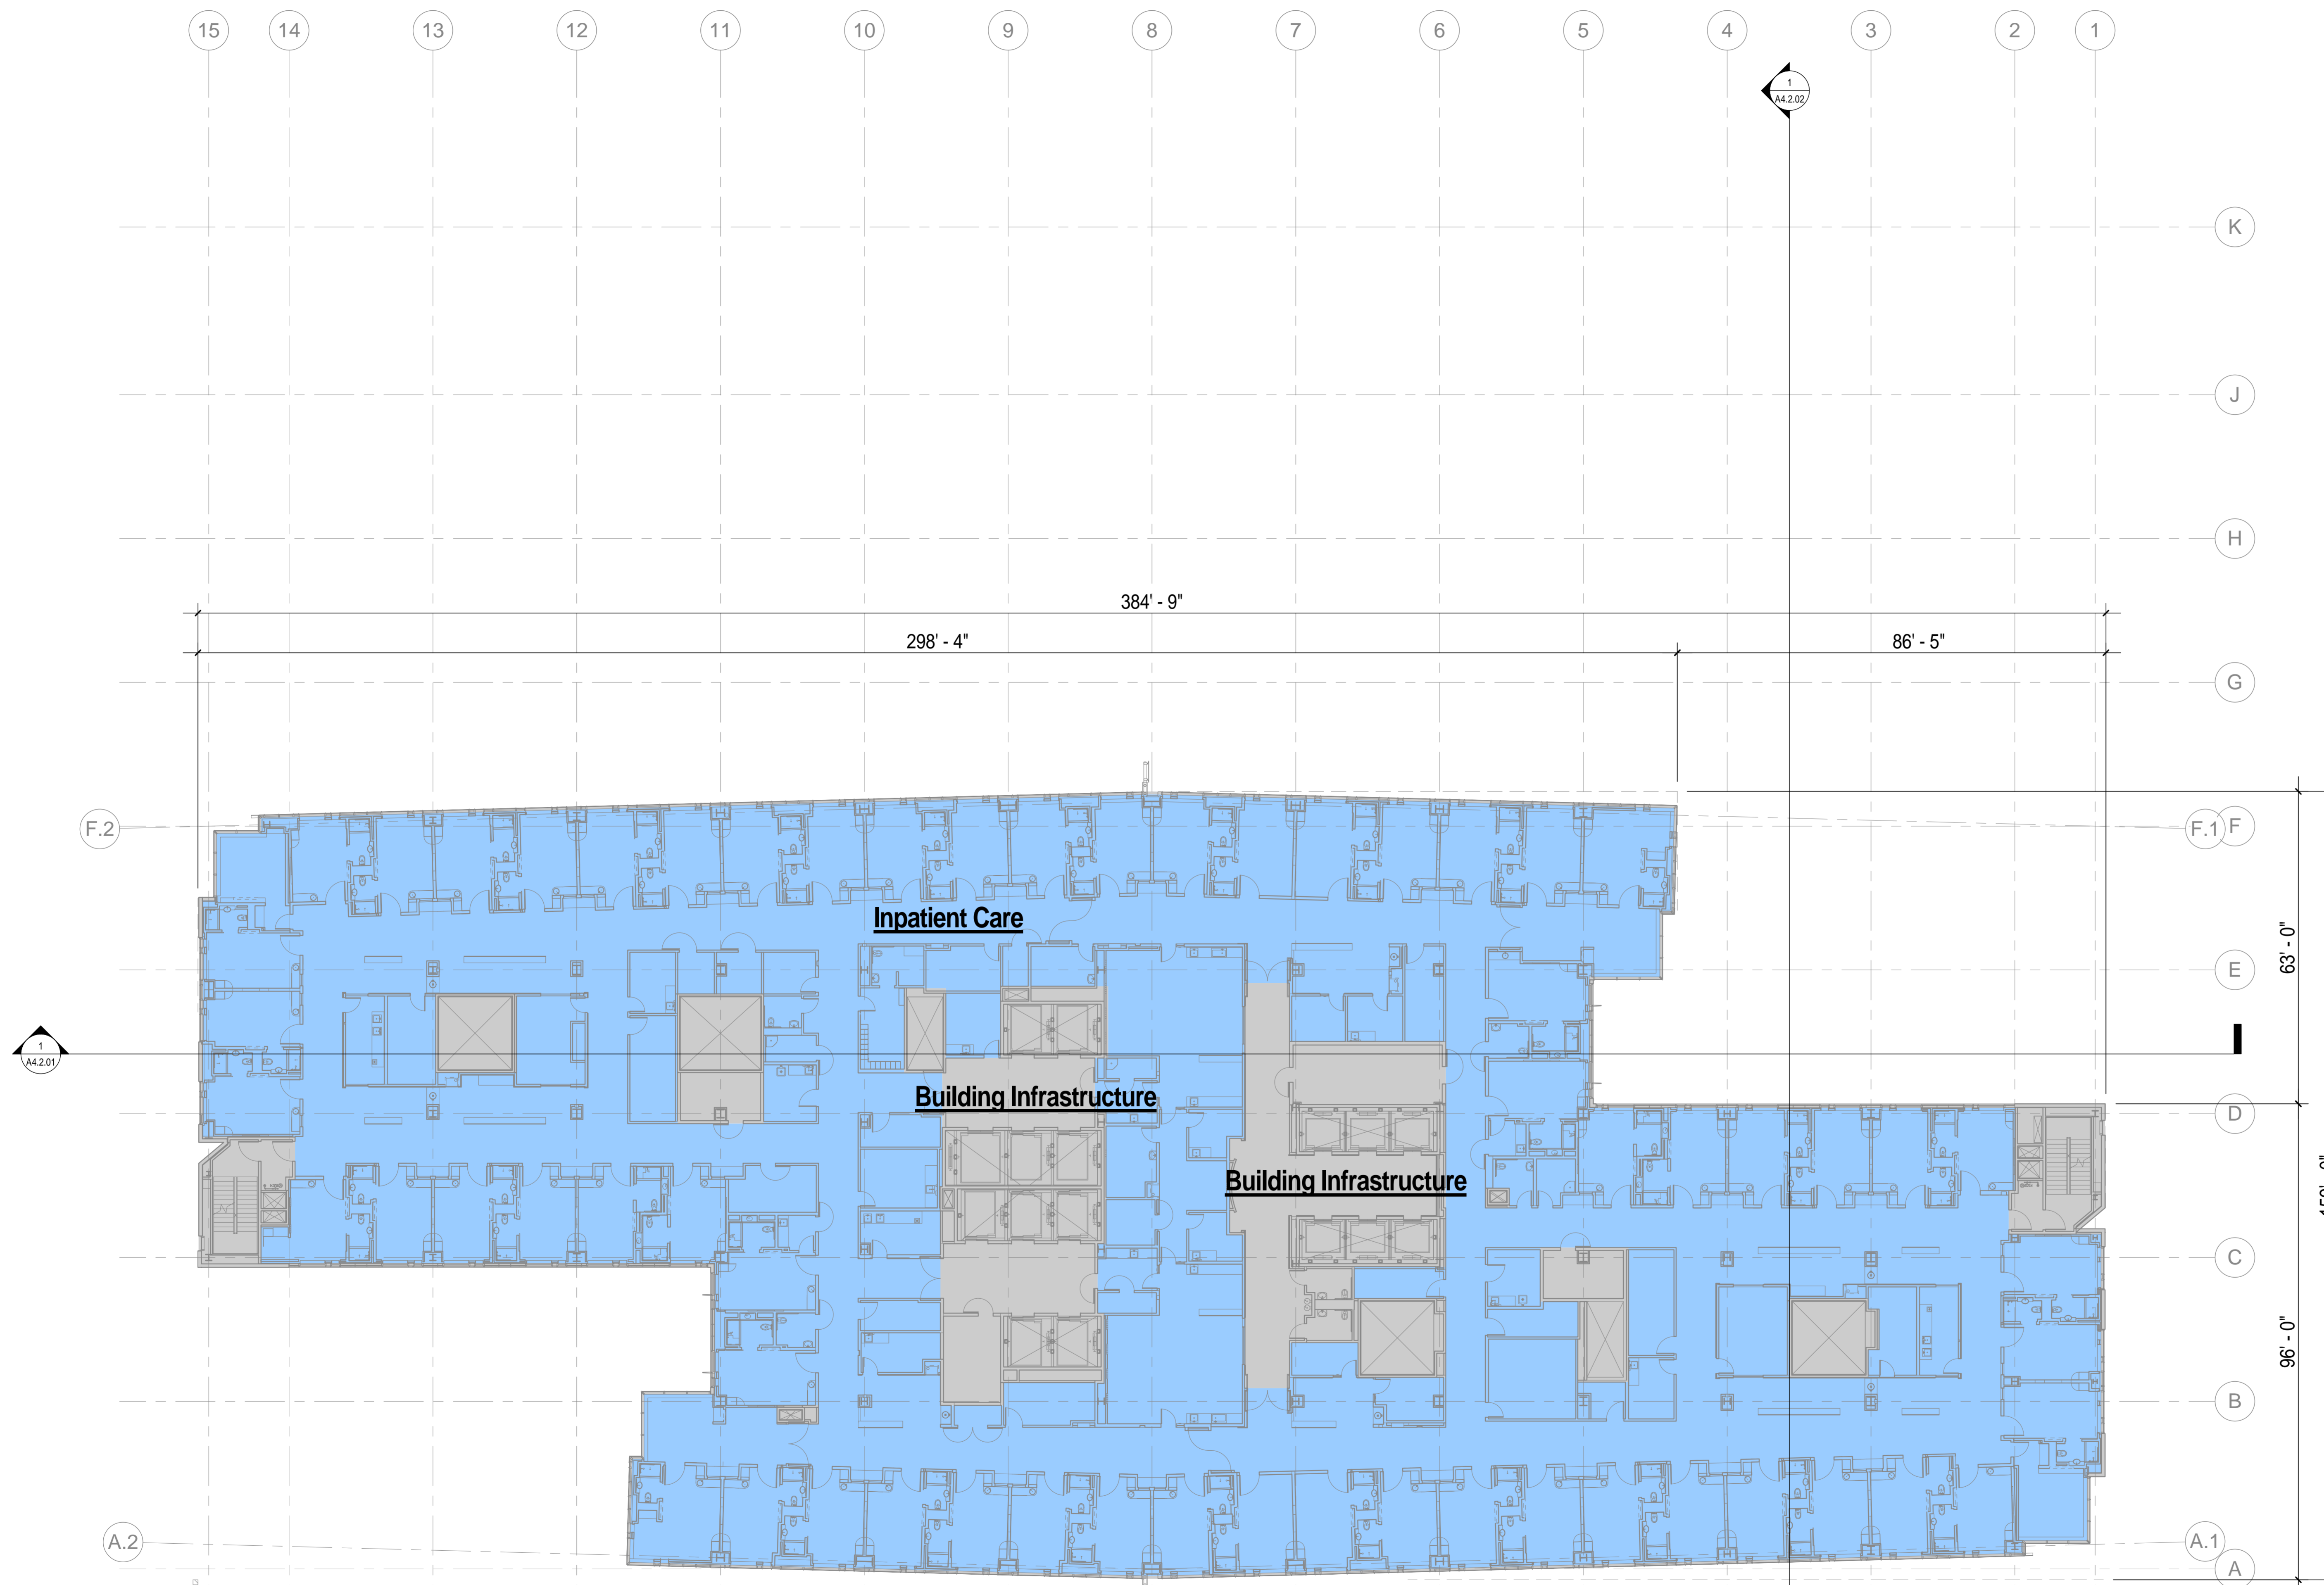 15 14 13 12 11 10 9 8 7 6 5 4 3 2 1
1
A4.2.02
K
J
H
384' - 9"
298' - 4"
86' - 5"
G
F.2
F.1
F
Inpatient Care
E
63' - 0"
1
A4.2.01
Building Infrastructure
D
Building Infrastructure
C
96' - 0"
B
A.2
A.1
A